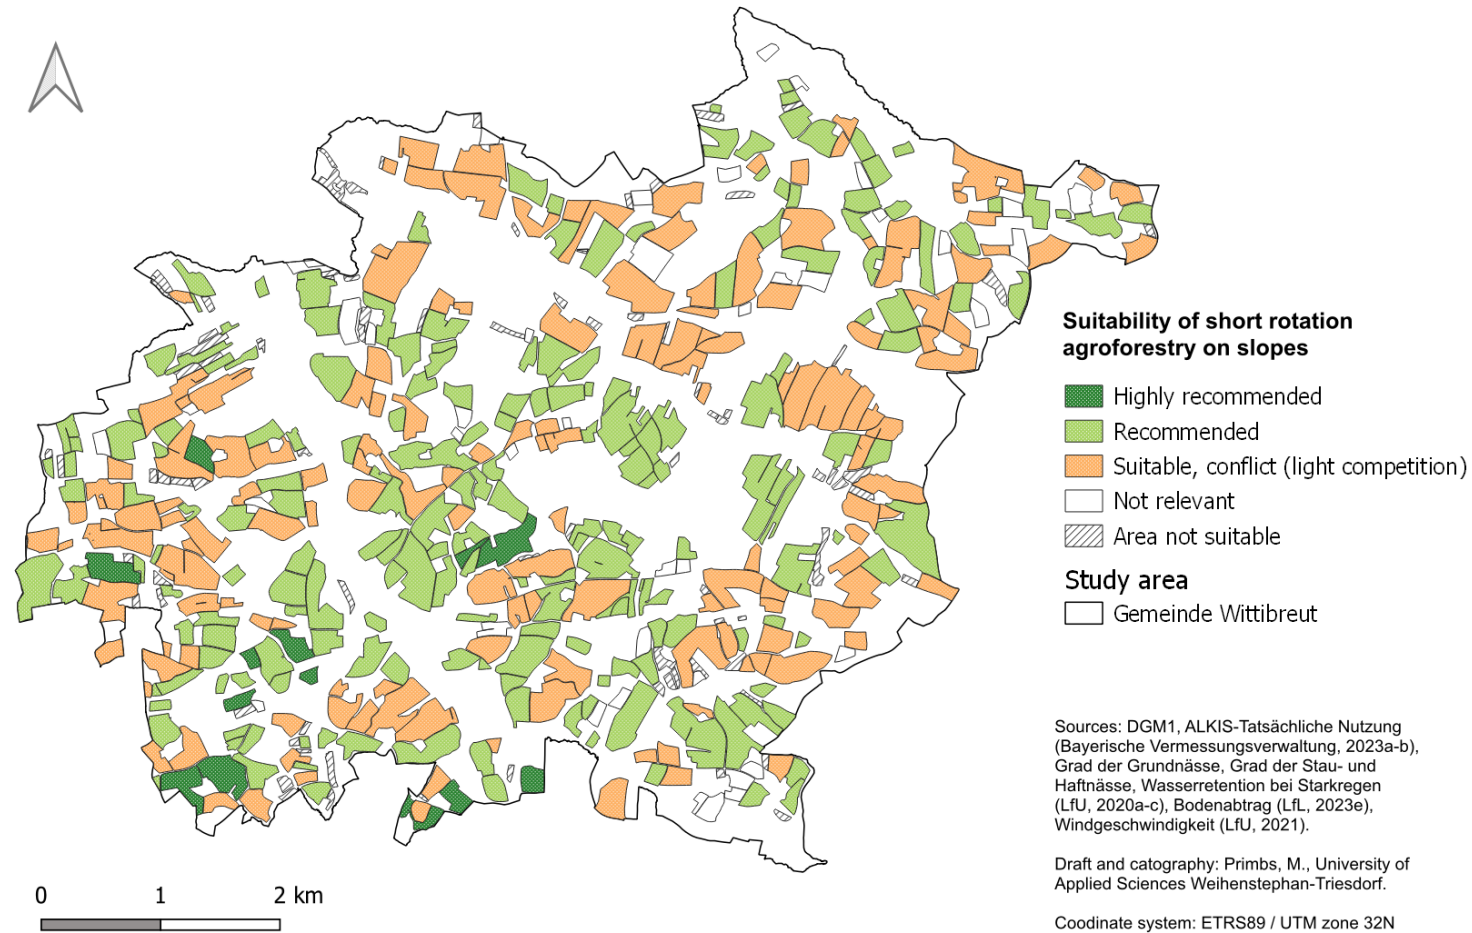 Suitability of short rotation
agroforestry on slopes
Highly recommended
Recommended
Suitable, conflict (light competition)
Not relevant
Area not suitable
Study area
Gemeinde Wittibreut
Sources: DGM1, ALKIS-Tatsächliche Nutzung
(Bayerische Vermessungsverwaltung, 2023a-b),
Grad der Grundnässe, Grad der Stau- und
Haftnässe, Wasserretention bei Starkregen
(LfU, 2020a-c), Bodenabtrag (LfL, 2023e),
Windgeschwindigkeit (LfU, 2021).
Draft and catography: Primbs, M., University of
Applied Sciences Weihenstephan-Triesdorf.
Coodinate system: ETRS89 / UTM zone 32N
0 1 2 km